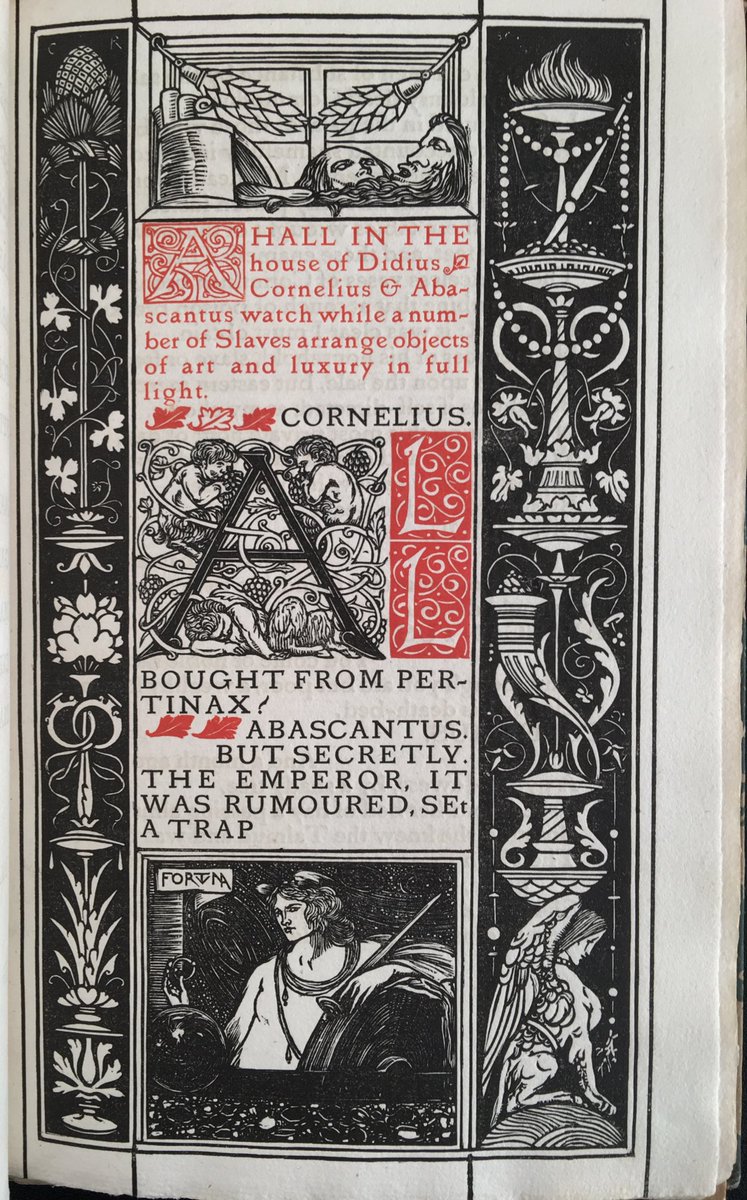 C R
A HALL IN THE
house of Didius
Cornelius & Aba-
scantus watch while a num-
ber of Slaves arrange objects
of art and luxury in full
light.
CORNELIUS.
ALL
BOUGHT FROM PER-
TINAX?
ABASCANTUS.
BUT SECRETLY.
THE EMPEROR, IT
WAS RUMOURED, SEt
A TRAP
FORTVNA